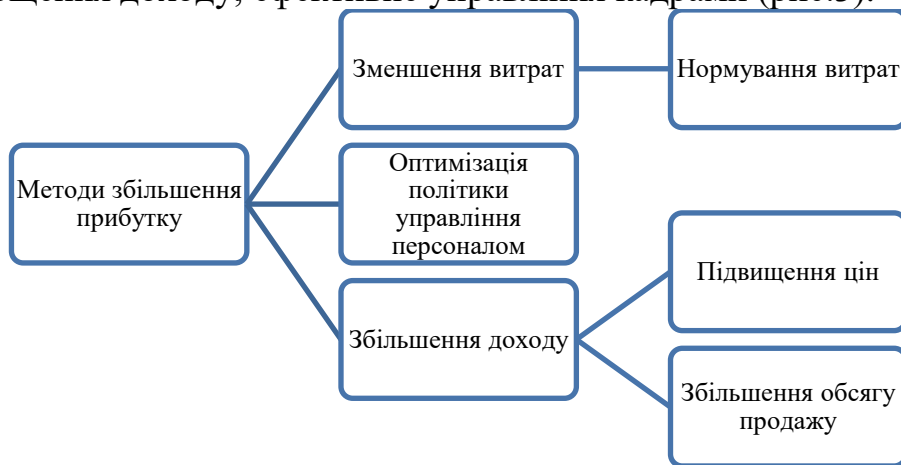 Зменшення витрат
Нормування витрат
Методи збільшення
прибутку
Оптимізація
політики
управління
персоналом
Збільшення доходу
Підвищення цін
Збільшення обсягу
продажу